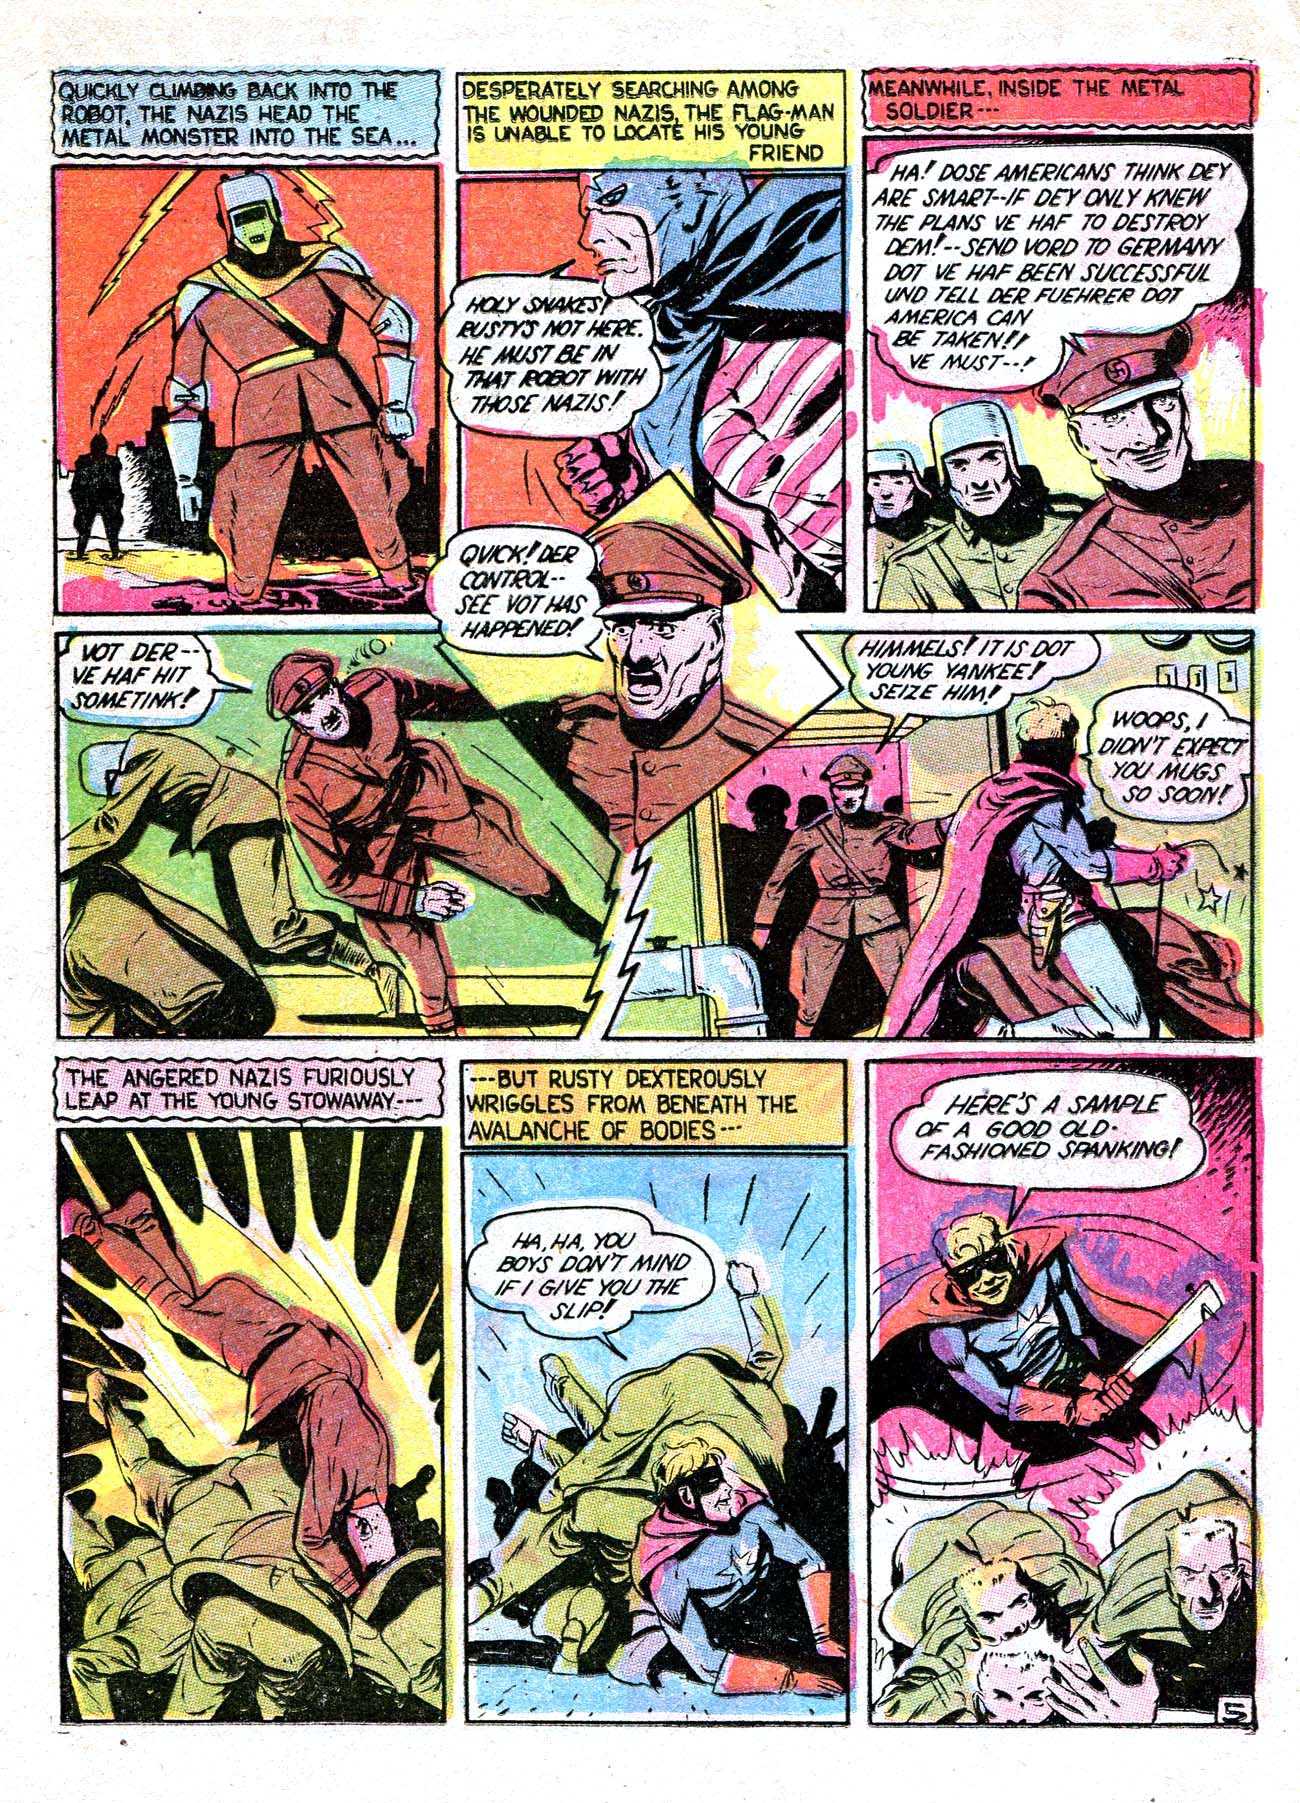 QUICKLY CLIMBING BACK INTO THE
ROBOT, THE NAZIS HEAD THE
METAL MONSTER INTO THE SEA...
DESPERATELY SEARCHING AMONG
THE WOUNDED NAZIS, THE FLAG-MAN
IS UNABLE TO LOCATE HIS YOUNG
FRIEND
HOLY SNAKES!
RUSTY'S NOT HERE.
HE MUST BE IN
THAT ROBOT WITH
THOSE NAZIS!
MEANWHILE, INSIDE THE METAL
SOLDIER---
HA! DOSE AMERICANS THINK DEY
ARE SMART--IF DEY ONLY KNEW
THE PLANS VE HAF TO DESTROY
DEM!--SEND VORD TO GERMANY
DOT VE HAF BEEN SUCCESSFUL
UND TELL DER FUEHRER DOT
AMERICA CAN
BE TAKEN!!
VE MUST--!
VOT DER--
VE HAF HIT
SOMETINK!
QUICK! DER
CONTROL--
SEE VOT HAS
HAPPENED!
HIMMELS! IT IS DOT
YOUNG YANKEE!
SEIZE HIM!
WOOPS, I
DIDN'T EXPECT
YOU MUGS
SO SOON!
THE ANGERED NAZIS FURIOUSLY
LEAP AT THE YOUNG STOWAWAY---
---BUT RUSTY DEXTEROUSLY
WRIGGLES FROM BENEATH THE
AVALANCHE OF BODIES---
HA, HA, YOU
BOYS DON'T MIND
IF I GIVE YOU THE
SLIP!
HERE'S A SAMPLE
OF A GOOD OLD-
FASHIONED SPANKING!
5